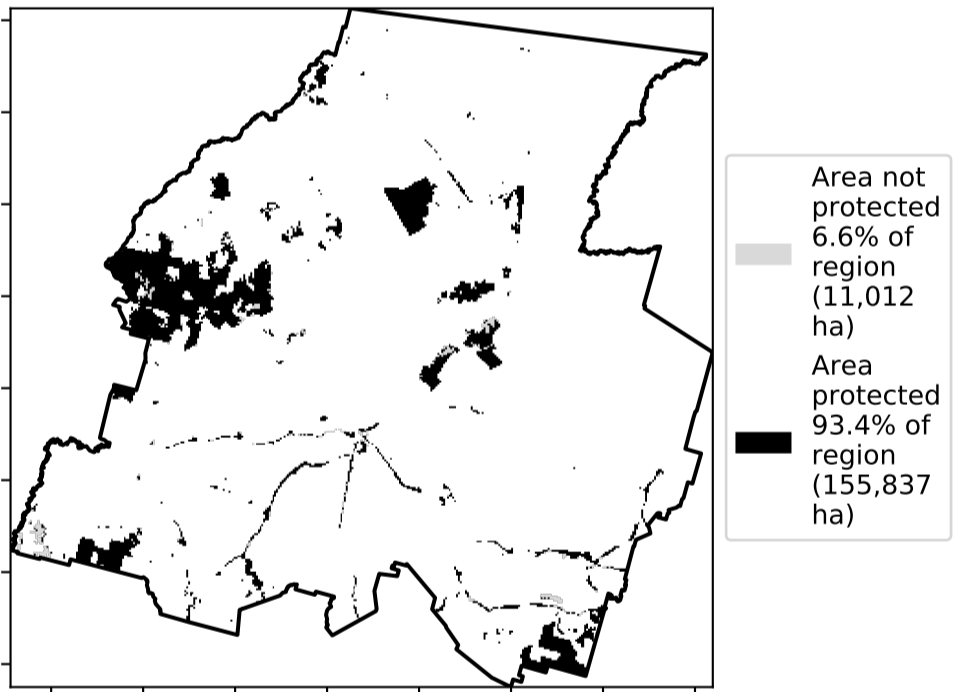 Area not
protected
6.6% of
region
(11,012
ha)
Area
protected
93.4% of
region
(155,837
ha)